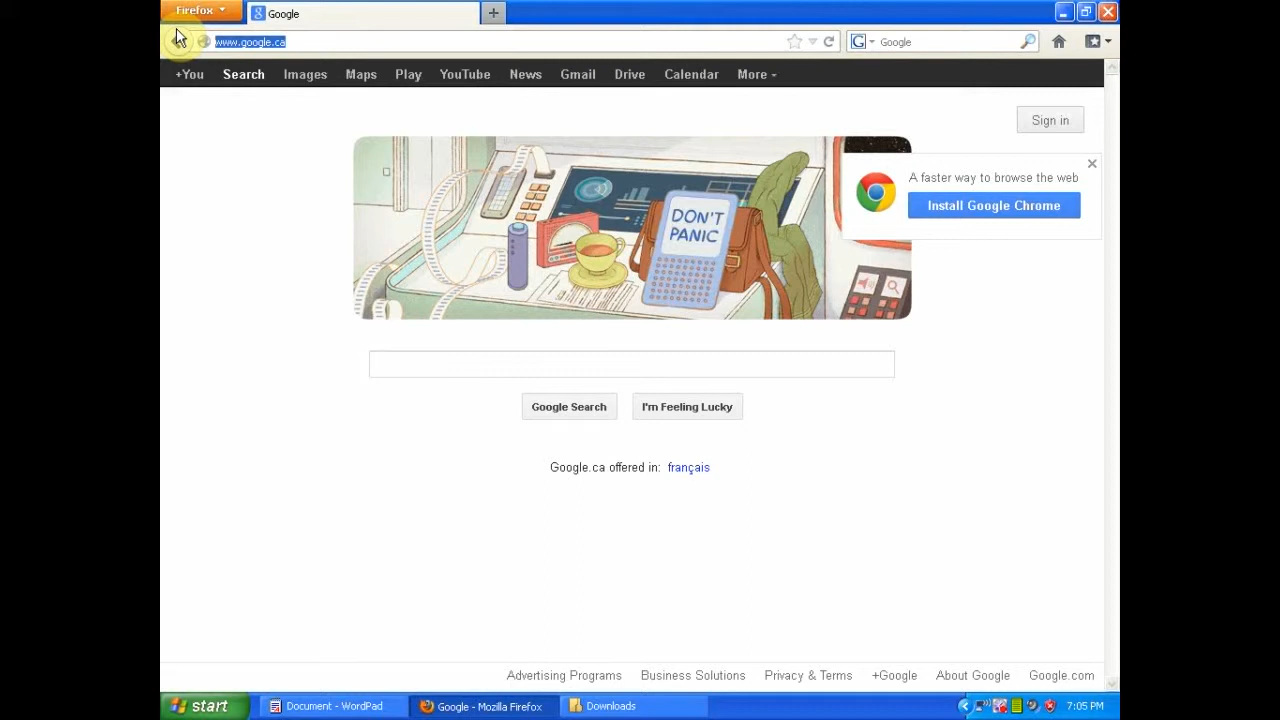 Firefox
Google
www.google.ca
Google
+You Search Images Maps Play YouTube News Gmail Drive Calendar More
Sign in
A faster way to browse the web
Install Google Chrome
DON'T
PANIC
Google Search
I'm Feeling Lucky
Google.ca offered in: français
Advertising Programs Business Solutions Privacy & Terms +Google About Google Google.com
start
Document - WordPad
Google - Mozilla Firefox
Downloads
7:05 PM